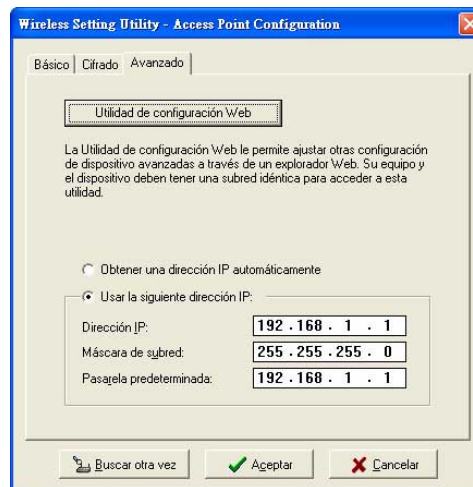 Wireless Setting Utility - Access Point Configuration
Básico Cifrado Avanzado
Utilidad de configuración Web
La Utilidad de configuración Web le permite ajustar otras configuración
de dispositivo avanzadas a través de un explorador Web. Su equipo y
el dispositivo deben tener una subred idéntica para acceder a esta
utilidad.
Obtener una dirección IP automáticamente
Usar la siguiente dirección IP:
Dirección IP: 192 . 168 . 1 . 1
Máscara de subred: 255 . 255 . 255 . 0
Pasarela predeterminada: 192 . 168 . 1 . 1
Buscar otra vez Aceptar Cancelar